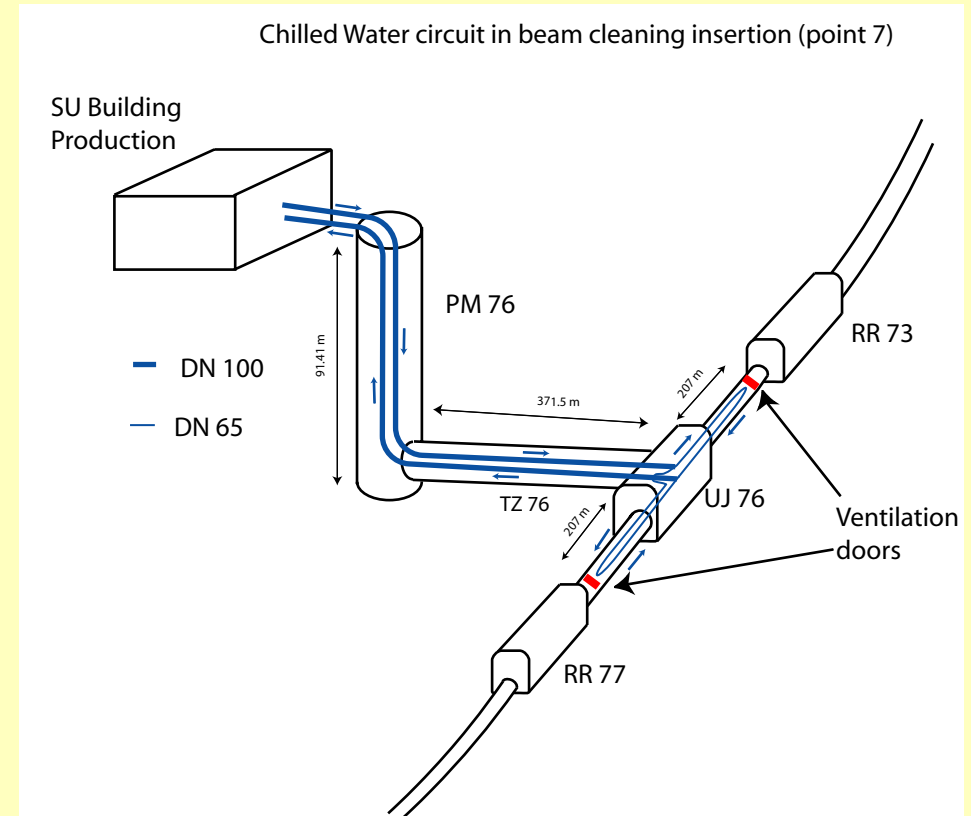 Chilled Water circuit in beam cleaning insertion (point 7)
SU Building
Production
PM 76
RR 73
91.41 m
DN 100
207 m
371.5 m
DN 65
TZ 76
UJ 76
207 m
Ventilation
doors
RR 77